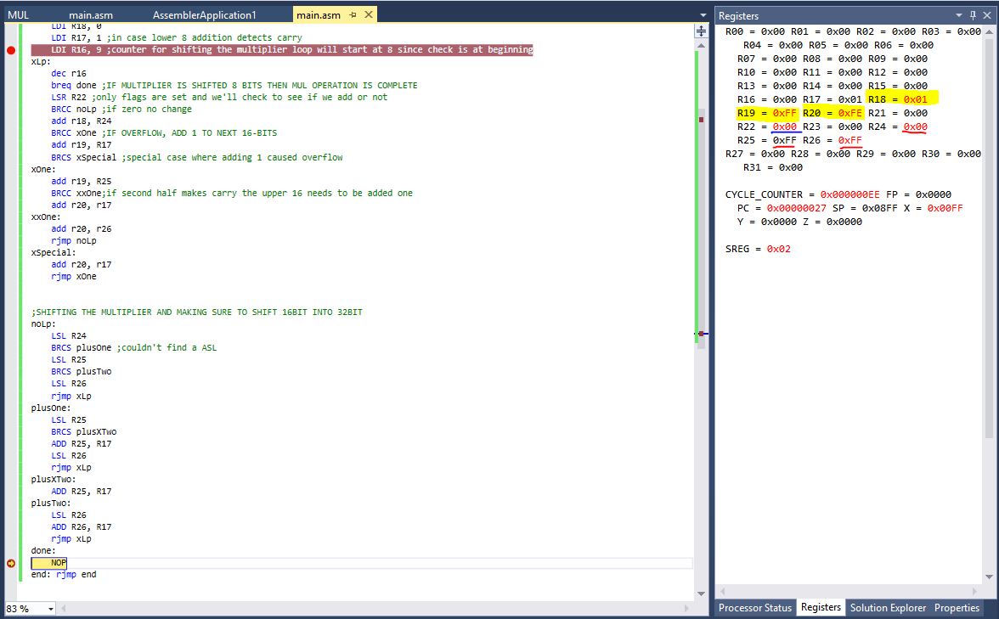 MUL main.asm AssemblerApplication1 main.asm
LDI R18, 0
LDI R17, 1 ;in case lower 8 addition detects carry
LDI R16, 9 ;counter for shifting the multiplier loop will start at 8 since check is at beginning
xLp:
dec r16
breq done ;IF MULTIPLIER IS SHIFTED 8 BITS THEN MUL OPERATION IS COMPLETE
LSR R22 ;only flags are set and we'll check to see if we add or not
BRCC noLp ;if zero no change
add r18, R24
BRCC xOne ;IF OVERFLOW, ADD 1 TO NEXT 16-BITS
add r19, R17
BRCS xSpecial ;special case where adding 1 caused overflow
xOne:
add r19, R25
BRCC xxOne;if second half makes carry the upper 16 needs to be added one
add r20, r17
xxOne:
add r20, r26
rjmp noLp
xSpecial:
add r20, r17
rjmp xOne
;SHIFTING THE MULTIPLIER AND MAKING SURE TO SHIFT 16BIT INTO 32BIT
noLp:
LSL R24
BRCS plusOne ;couldn't find a ASL
LSL R25
BRCS plusTwo
LSL R26
rjmp xLp
plusOne:
LSL R25
BRCS plusXTwo
ADD R25, R17
LSL R26
rjmp xLp
plusXTwo:
ADD R25, R17
plusTwo:
LSL R26
ADD R26, R17
rjmp xLp
done:
NOP
end: rjmp end
83 %
Registers
R00 = 0x00 R01 = 0x00 R02 = 0x00 R03 = 0x00
R04 = 0x00 R05 = 0x00 R06 = 0x00
R07 = 0x00 R08 = 0x00 R09 = 0x00
R10 = 0x00 R11 = 0x00 R12 = 0x00
R13 = 0x00 R14 = 0x00 R15 = 0x00
R16 = 0x00 R17 = 0x01 R18 = 0x01
R19 = 0xFF R20 = 0xFE R21 = 0x00
R22 = 0x00 R23 = 0x00 R24 = 0x00
R25 = 0xFF R26 = 0xFF
R27 = 0x00 R28 = 0x00 R29 = 0x00 R30 = 0x00
R31 = 0x00
CYCLE_COUNTER = 0x000000EE FP = 0x0000
PC = 0x00000027 SP = 0x08FF X = 0x00FF
Y = 0x0000 Z = 0x0000
SREG = 0x02
Processor Status Registers Solution Explorer Properties